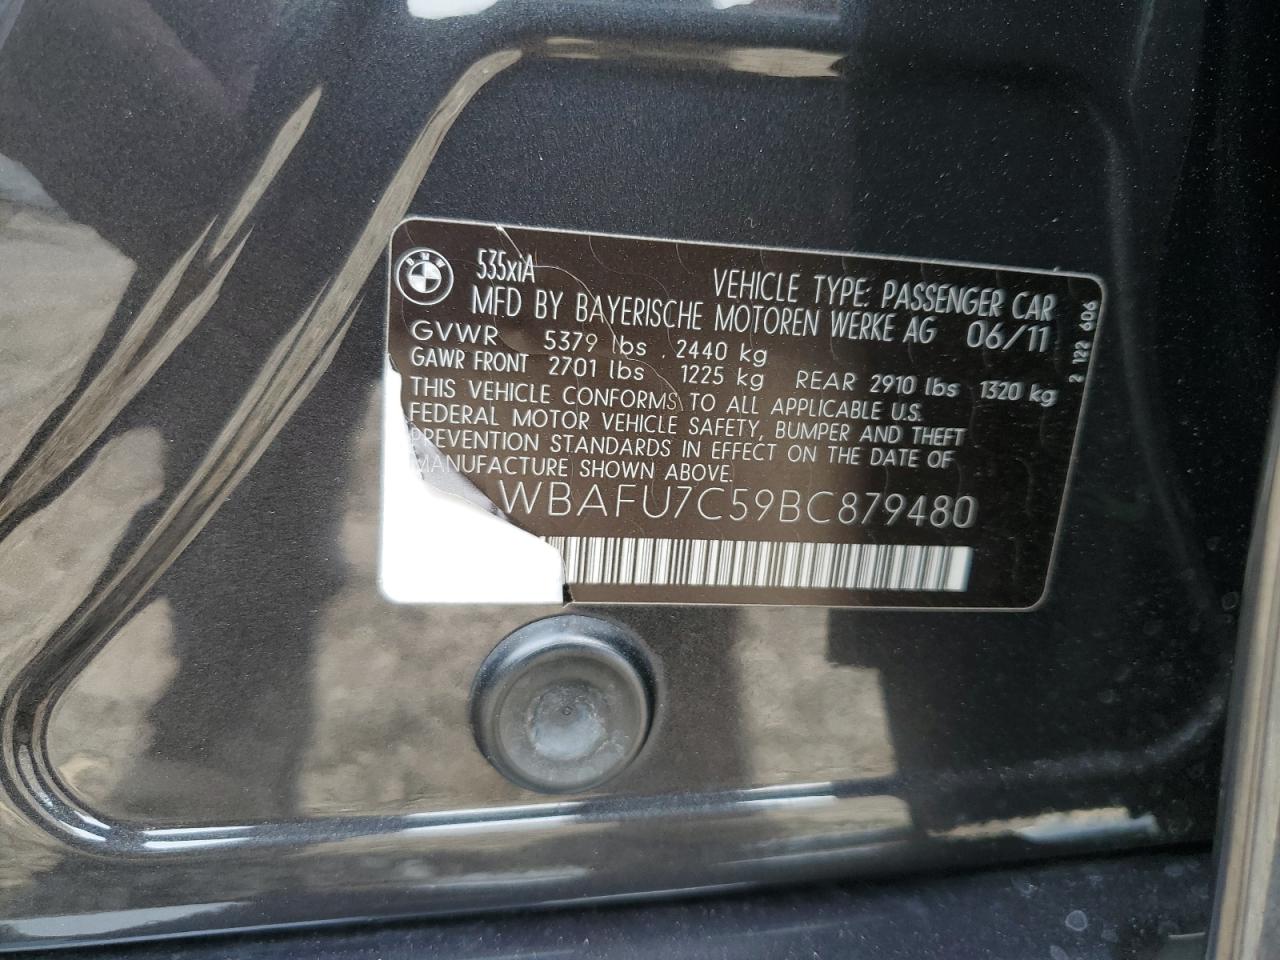 BMW
535xiA
VEHICLE TYPE: PASSENGER CAR
MFD BY BAYERISCHE MOTOREN WERKE AG 06/11
GVWR 5379 lbs 2440 kg
GAWR FRONT 2701 lbs 1225 kg REAR 2910 lbs 1320 kg
THIS VEHICLE CONFORMS TO ALL APPLICABLE U.S.
FEDERAL MOTOR VEHICLE SAFETY, BUMPER AND THEFT
PREVENTION STANDARDS IN EFFECT ON THE DATE OF
MANUFACTURE SHOWN ABOVE.
WBAFU7C59BC879480
2 122 606